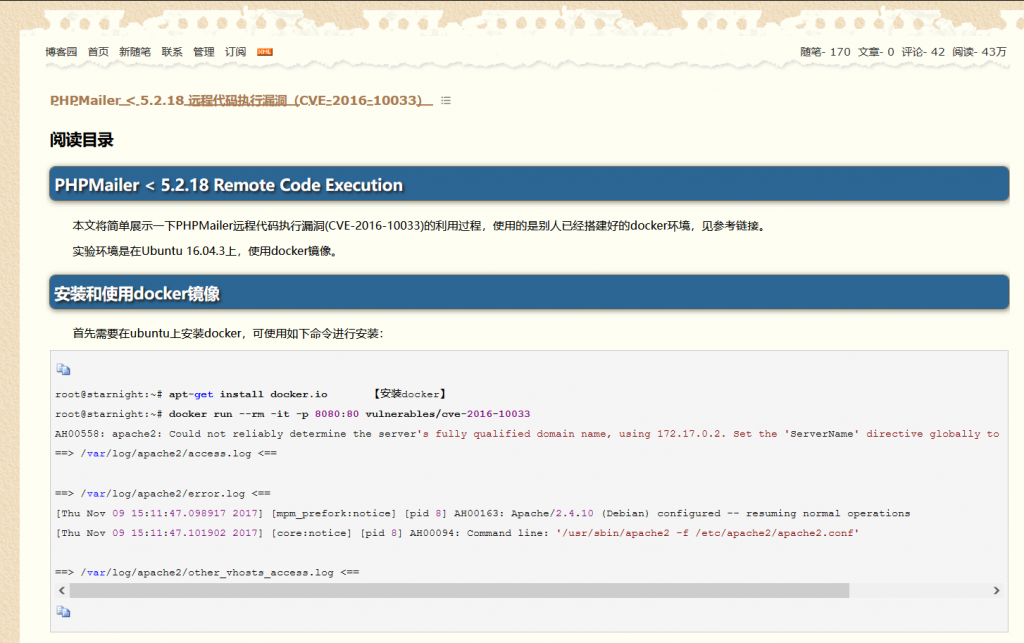 博客园 首页 新随笔 联系 管理 订阅 XML
随笔- 170 文章- 0 评论- 42 阅读- 43万
PHPMailer < 5.2.18 远程代码执行漏洞（CVE-2016-10033）
阅读目录
PHPMailer < 5.2.18 Remote Code Execution
本文将简单展示一下PHPMailer远程代码执行漏洞(CVE-2016-10033)的利用过程，使用的是别人已经搭建好的docker环境，见参考链接。
实验环境是在Ubuntu 16.04.3上，使用docker镜像。
安装和使用docker镜像
首先需要在ubuntu上安装docker，可使用如下命令进行安装：
root@starnight:~# apt-get install docker.io 【安装docker】
root@starnight:~# docker run --rm -it -p 8080:80 vulnerables/cve-2016-10033
AH00558: apache2: Could not reliably determine the server's fully qualified domain name, using 172.17.0.2. Set the 'ServerName' directive globally to
==> /var/log/apache2/access.log <==
==> /var/log/apache2/error.log <==
[Thu Nov 09 15:11:47.098917 2017] [mpm_prefork:notice] [pid 8] AH00163: Apache/2.4.10 (Debian) configured -- resuming normal operations
[Thu Nov 09 15:11:47.101902 2017] [core:notice] [pid 8] AH00094: Command line: '/usr/sbin/apache2 -f /etc/apache2/apache2.conf'
==> /var/log/apache2/other_vhosts_access.log <==